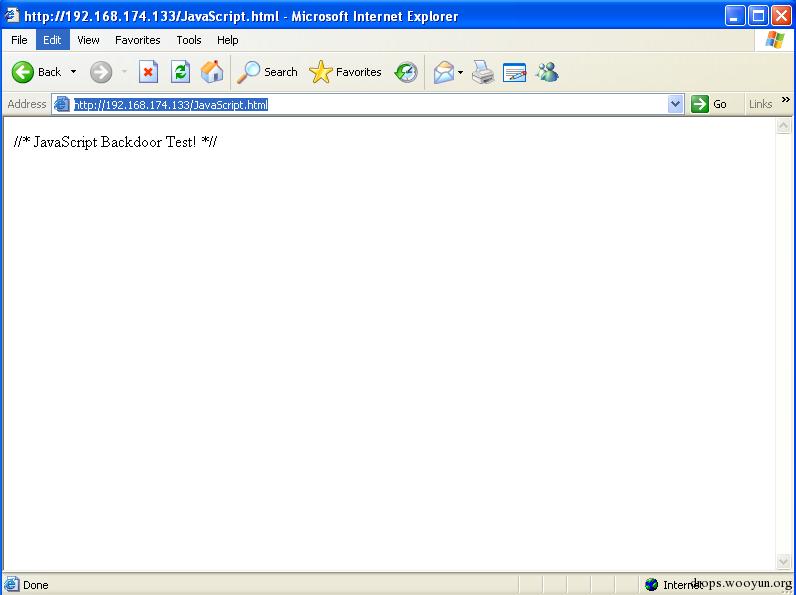 http://192.168.174.133/JavaScript.html - Microsoft Internet Explorer
File Edit View Favorites Tools Help
Back Search Favorites
Address http://192.168.174.133/JavaScript.html Go Links »
//* JavaScript Backdoor Test! *//
Done Internet
drops.wooyun.org